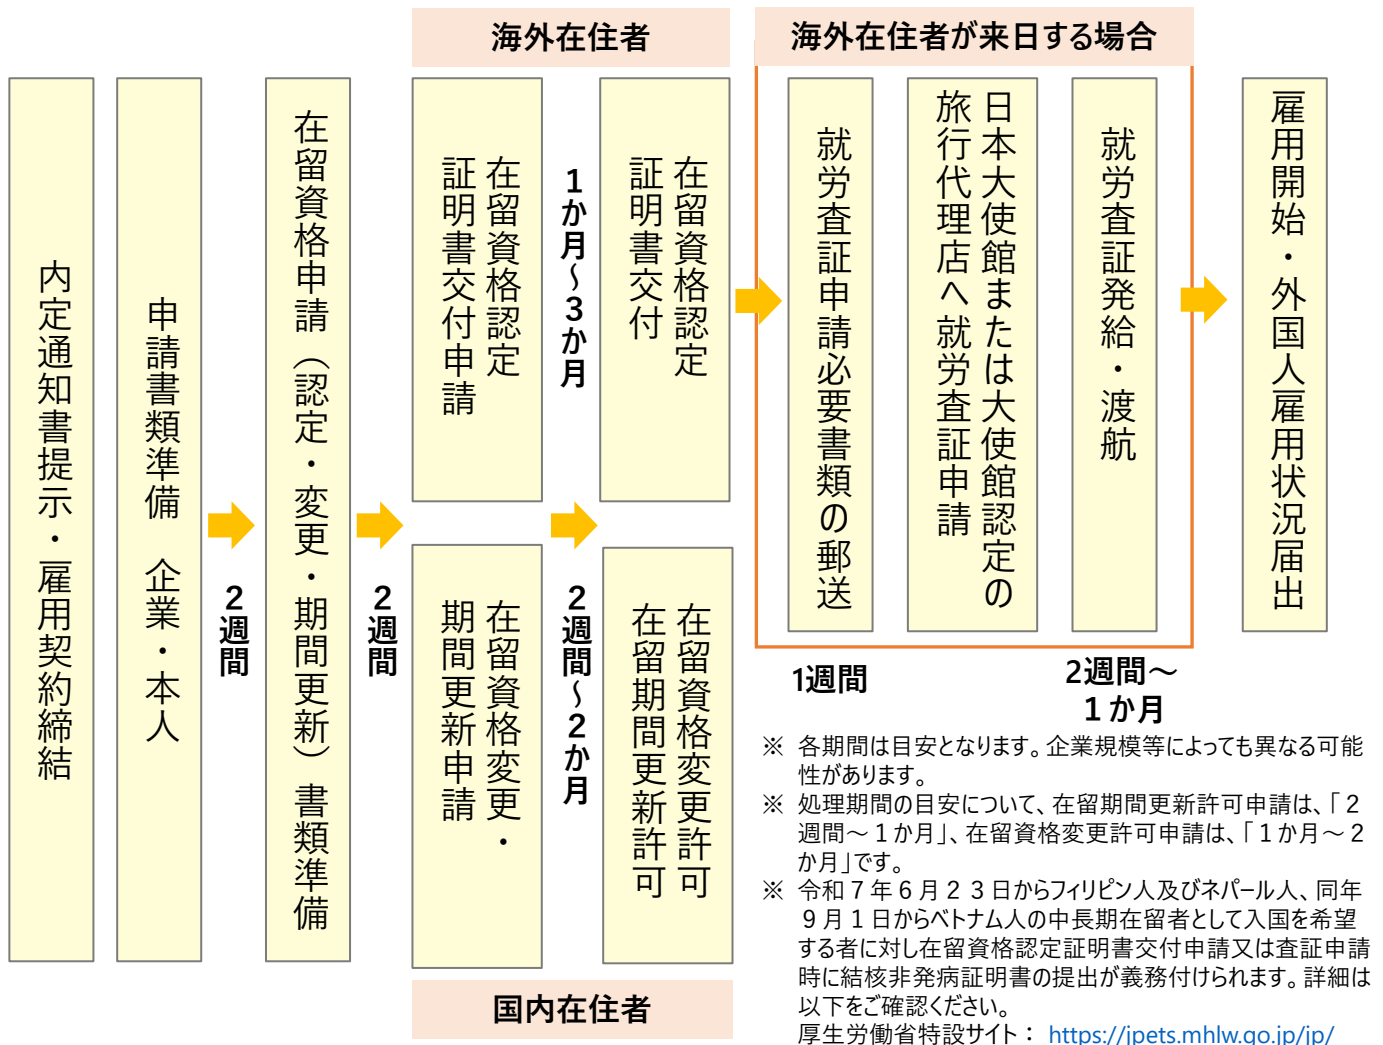 海外在住者
海外在住者が来日する場合
内定通知書提示・雇用契約締結
申請書類準備　企業・本人
2週間
在留資格申請（認定・変更・期間更新）書類準備
2週間
在留資格認定
証明書交付申請
1か月～3か月
在留資格認定
証明書交付
在留資格変更・
期間更新申請
2週間～2か月
在留資格変更許可
在留期間更新許可
国内在住者
就労査証申請必要書類の郵送
日本大使館または大使館認定の
旅行代理店へ就労査証申請
就労査証発給・渡航
1週間
2週間～
１か月
雇用開始・外国人雇用状況届出
※ 各期間は目安となります。企業規模等によっても異なる可能
性があります。
※ 処理期間の目安について、在留期間更新許可申請は、「２
週間～１か月」、在留資格変更許可申請は、「１か月～２
か月」です。
※ 令和７年６月２３日からフィリピン人及びネパール人、同年
９月１日からベトナム人の中長期在留者として入国を希望
する者に対し在留資格認定証明書交付申請又は査証申請
時に結核非発病証明書の提出が義務付けられます。詳細は
以下をご確認ください。
厚生労働省特設サイト： https://jpets.mhlw.go.jp/jp/